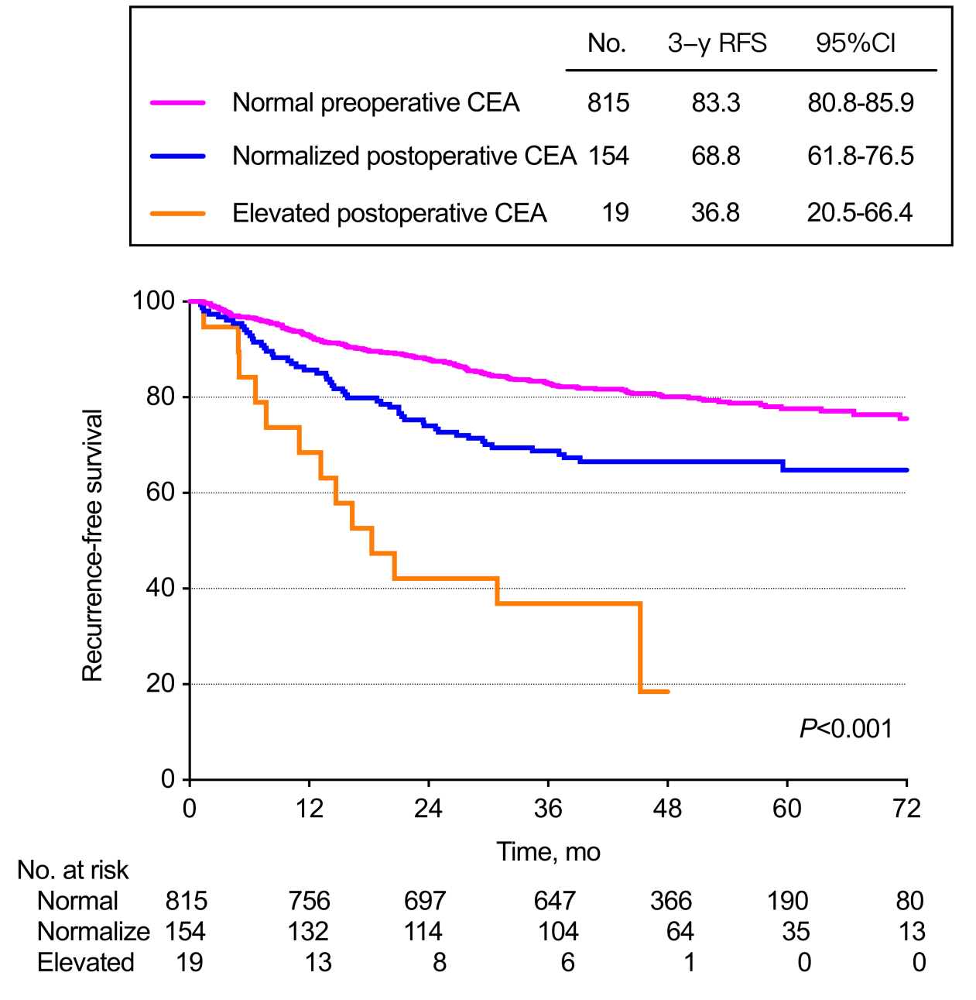 No. 3–y RFS 95%CI
Normal preoperative CEA 815 83.3 80.8-85.9
Normalized postoperative CEA 154 68.8 61.8-76.5
Elevated postoperative CEA 19 36.8 20.5-66.4
Recurrence-free survival
100
80
60
40
20
0
P<0.001
0 12 24 36 48 60 72
Time, mo
No. at risk
Normal 815 756 697 647 366 190 80
Normalize 154 132 114 104 64 35 13
Elevated 19 13 8 6 1 0 0